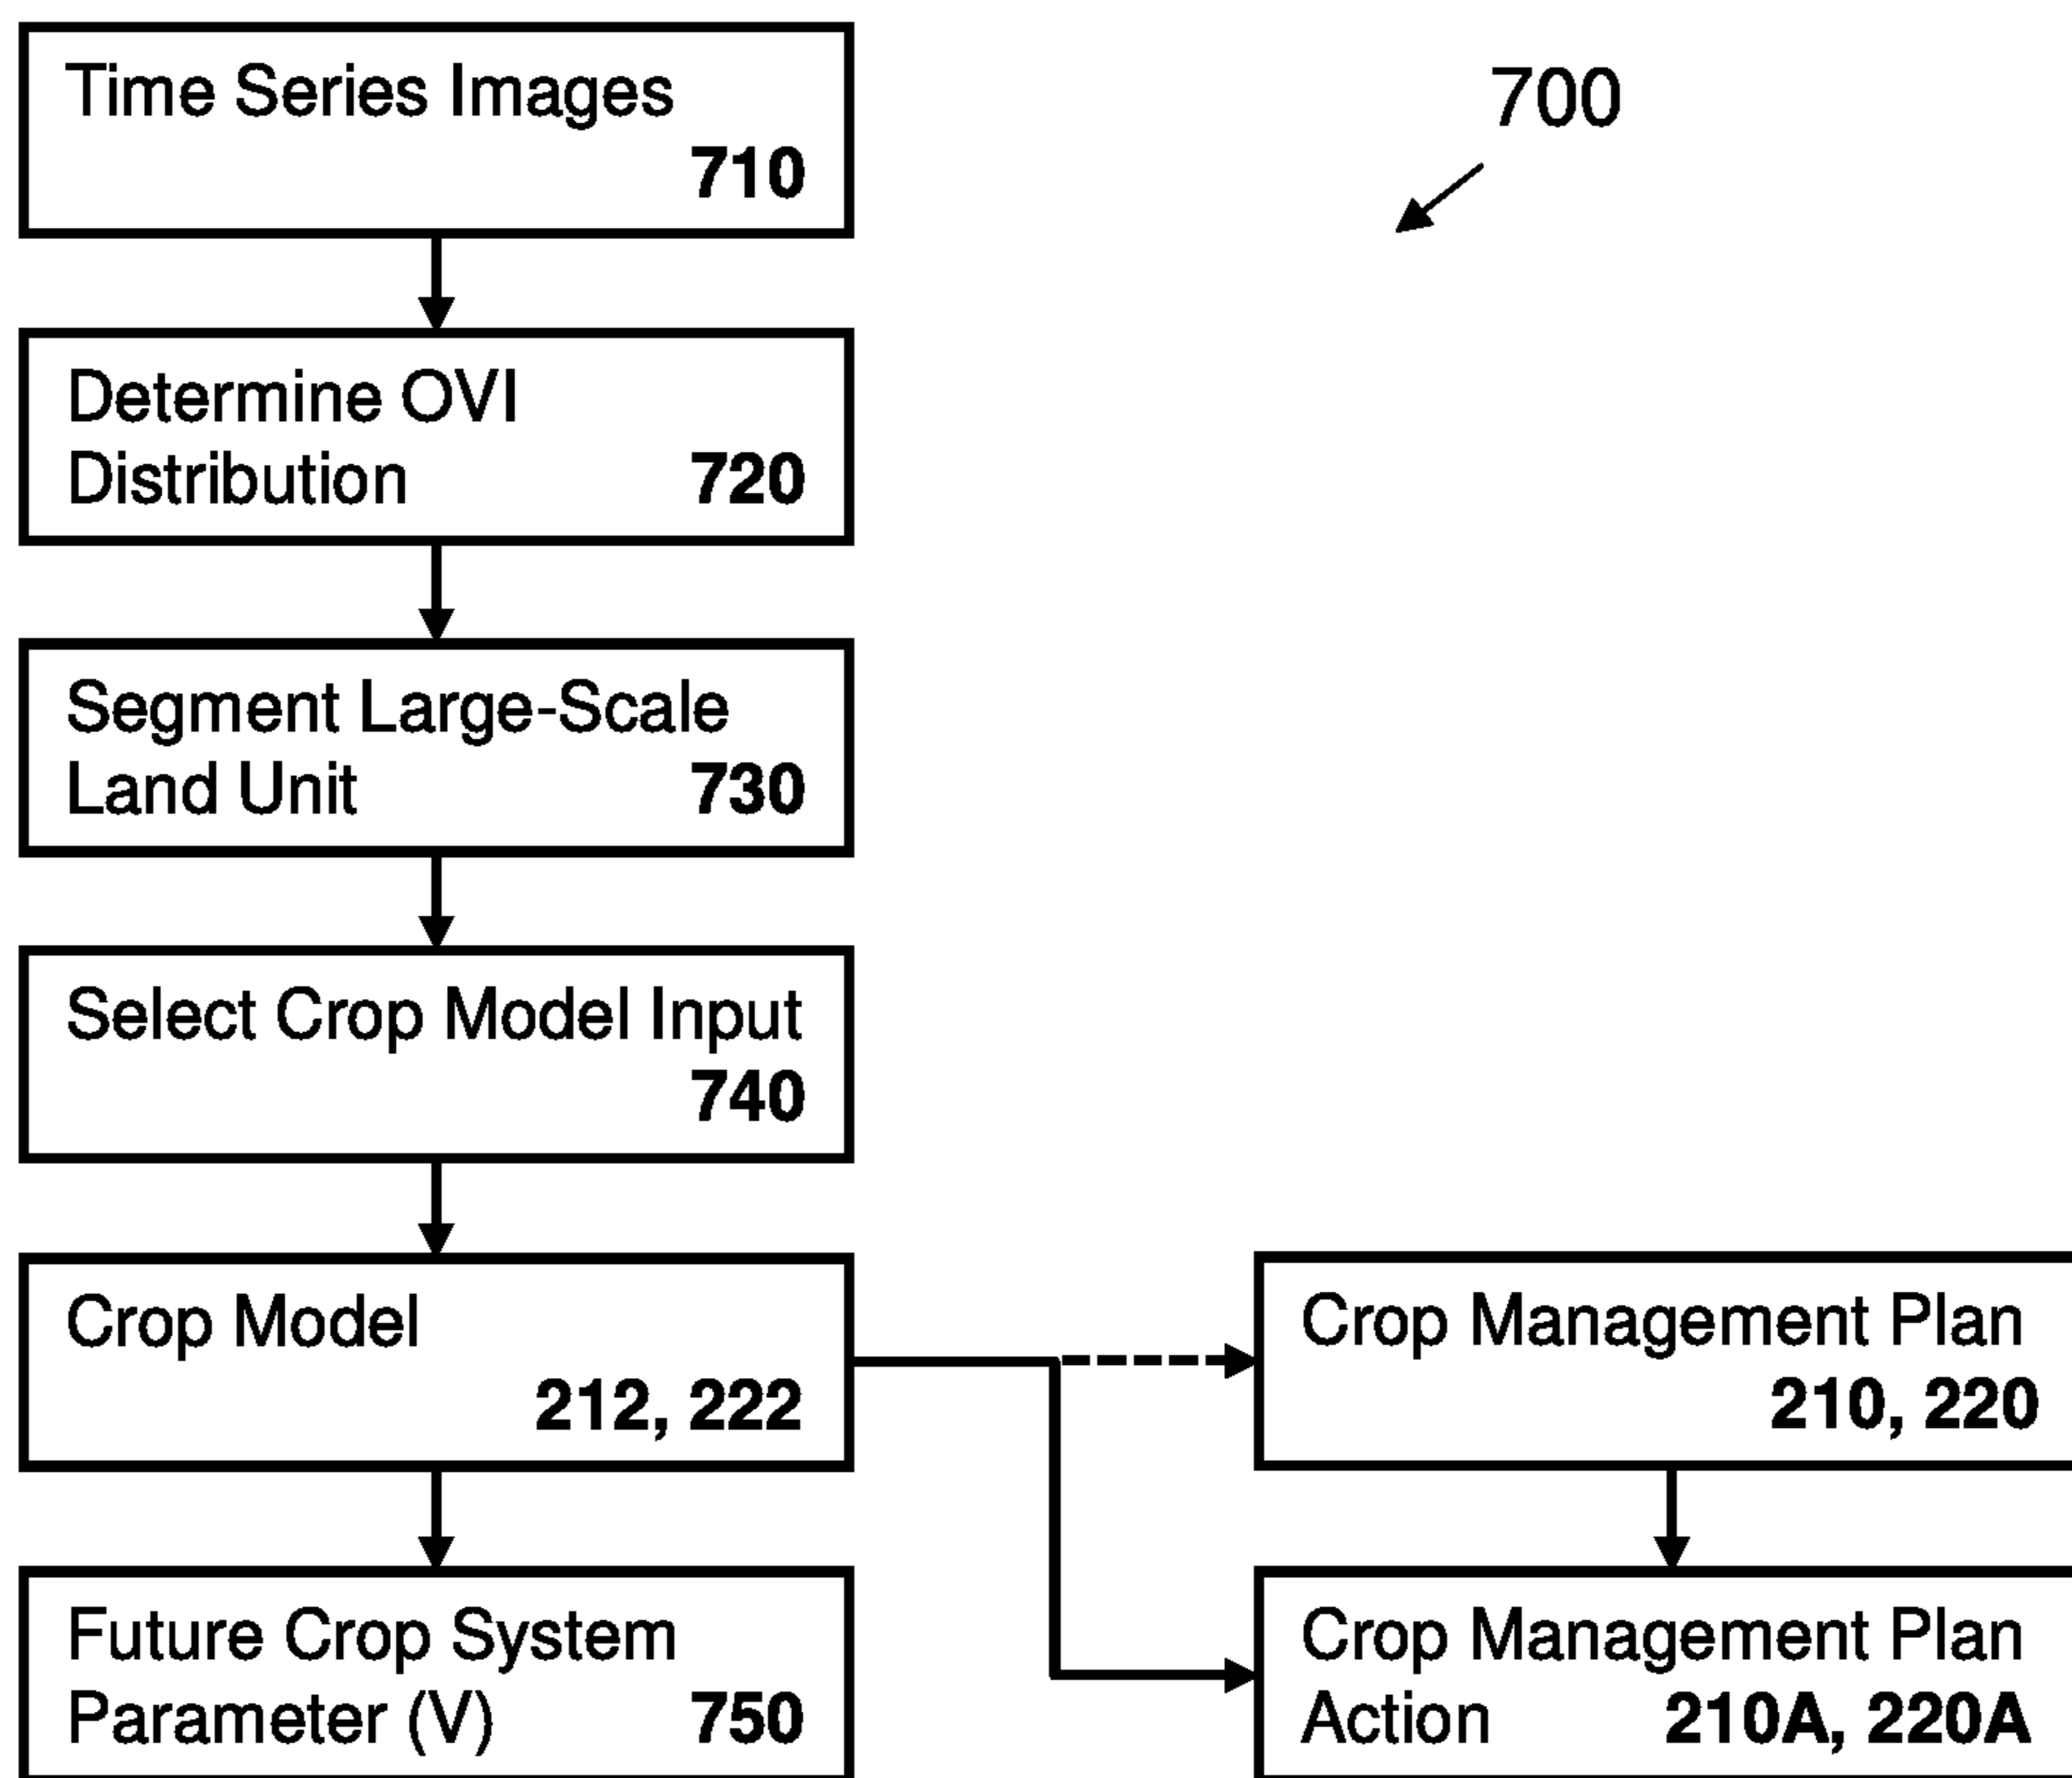 Time Series Images
710
700
Determine OVI
Distribution 720
Segment Large-Scale
Land Unit 730
Select Crop Model Input
740
Crop Model
212, 222
Crop Management Plan
210, 220
Future Crop System
Parameter (V) 750
Crop Management Plan
Action 210A, 220A